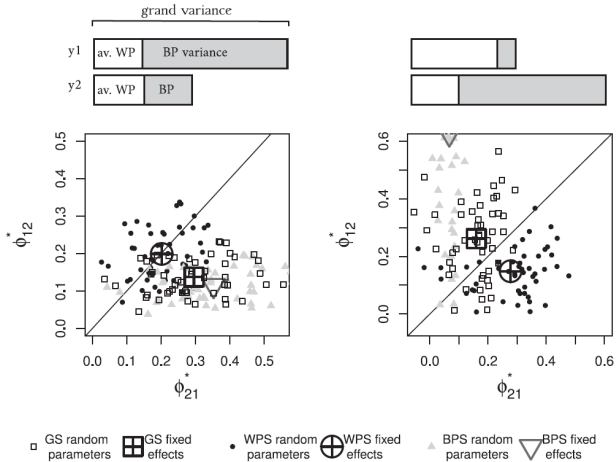 grand variance
y1 av. WP BP variance
y2 av. WP BP
0.5
0.4
0.3
0.2
0.1
0.0
ϕ*12
0.0 0.1 0.2 0.3 0.4 0.5
ϕ*21
0.6
0.4
0.2
0.0
ϕ*12
0.0 0.2 0.4 0.6
ϕ*21
GS random parameters
GS fixed effects
WPS random parameters
WPS fixed effects
BPS random parameters
BPS fixed effects